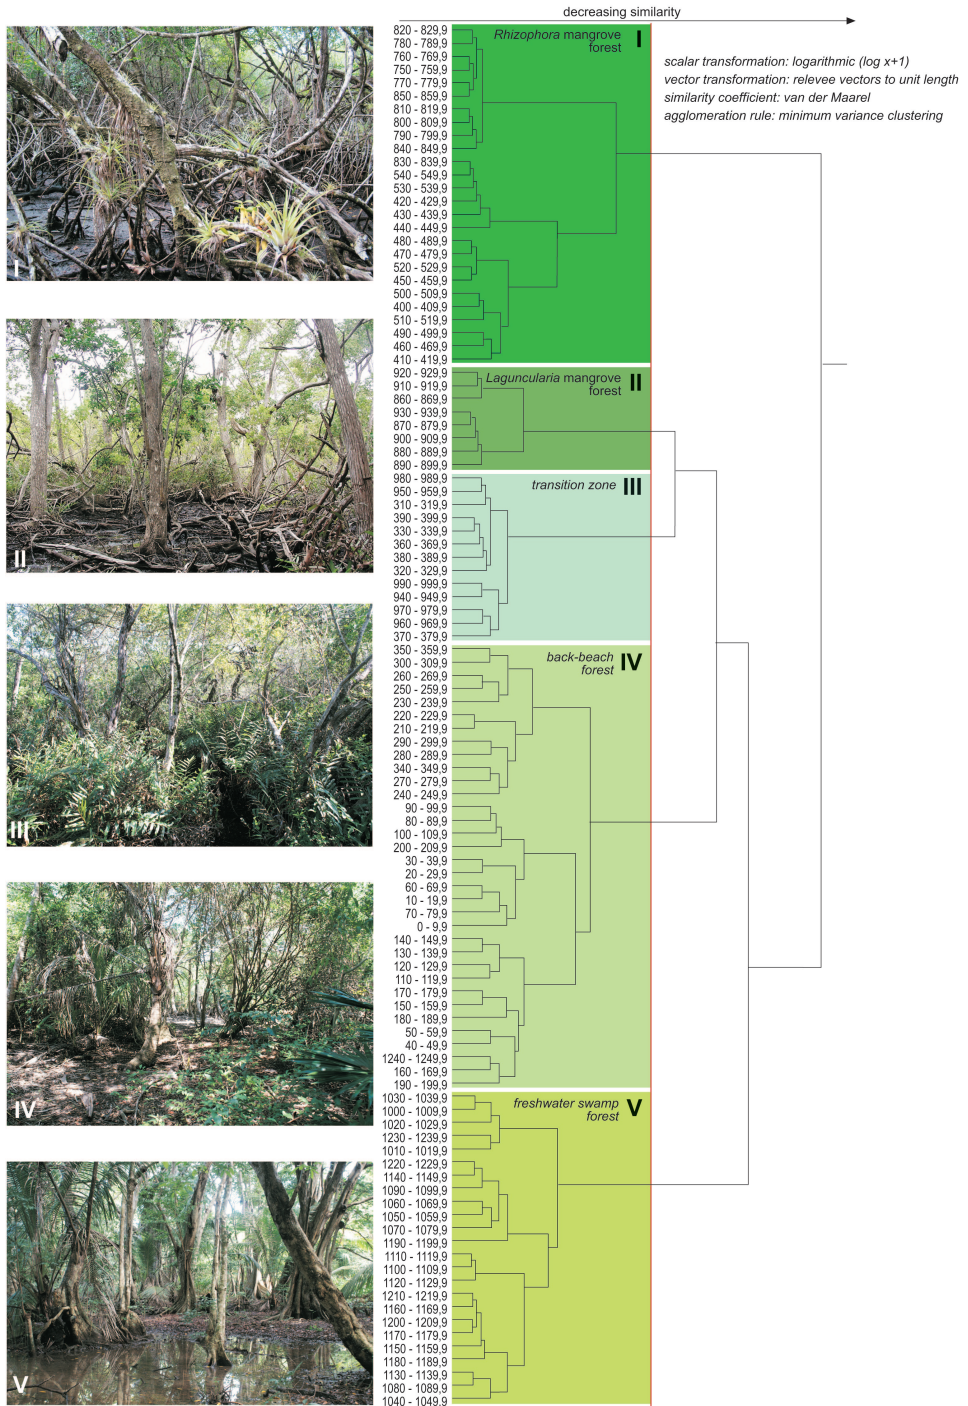 decreasing similarity
scalar transformation: logarithmic (log x+1)
vector transformation: relevee vectors to unit length
similarity coefficient: van der Maarel
agglomeration rule: minimum variance clustering
I
II
III
IV
V
Rhizophora mangrove
forest
I
820 - 829,9
780 - 789,9
760 - 769,9
750 - 759,9
770 - 779,9
850 - 859,9
810 - 819,9
800 - 809,9
790 - 799,9
840 - 849,9
830 - 839,9
540 - 549,9
530 - 539,9
420 - 429,9
430 - 439,9
440 - 449,9
480 - 489,9
470 - 479,9
520 - 529,9
450 - 459,9
500 - 509,9
400 - 409,9
510 - 519,9
490 - 499,9
460 - 469,9
410 - 419,9
Laguncularia mangrove
forest
II
920 - 929,9
910 - 919,9
860 - 869,9
930 - 939,9
870 - 879,9
900 - 909,9
880 - 889,9
890 - 899,9
transition zone III
980 - 989,9
950 - 959,9
310 - 319,9
390 - 399,9
330 - 339,9
360 - 369,9
380 - 389,9
320 - 329,9
990 - 999,9
940 - 949,9
970 - 979,9
960 - 969,9
370 - 379,9
back-beach
forest
IV
350 - 359,9
300 - 309,9
260 - 269,9
250 - 259,9
230 - 239,9
220 - 229,9
210 - 219,9
290 - 299,9
280 - 289,9
340 - 349,9
270 - 279,9
240 - 249,9
90 - 99,9
80 - 89,9
100 - 109,9
200 - 209,9
30 - 39,9
20 - 29,9
60 - 69,9
10 - 19,9
70 - 79,9
0 - 9,9
140 - 149,9
130 - 139,9
120 - 129,9
110 - 119,9
170 - 179,9
150 - 159,9
180 - 189,9
50 - 59,9
40 - 49,9
1240 - 1249,9
160 - 169,9
190 - 199,9
freshwater swamp
forest
V
1030 - 1039,9
1000 - 1009,9
1020 - 1029,9
1230 - 1239,9
1010 - 1019,9
1220 - 1229,9
1140 - 1149,9
1090 - 1099,9
1060 - 1069,9
1050 - 1059,9
1070 - 1079,9
1190 - 1199,9
1110 - 1119,9
1100 - 1109,9
1120 - 1129,9
1210 - 1219,9
1160 - 1169,9
1200 - 1209,9
1170 - 1179,9
1150 - 1159,9
1180 - 1189,9
1130 - 1139,9
1080 - 1089,9
1040 - 1049,9